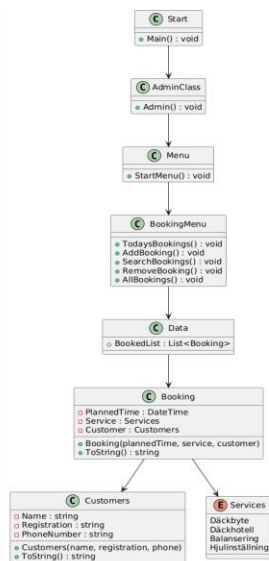 C Start
Main() : void
C AdminClass
Admin() : void
C Menu
StartMenu() : void
C BookingMenu
TodaysBookings() : void
AddBooking() : void
SearchBookings() : void
RemoveBooking() : void
AllBookings() : void
C Data
BookedList : List<Booking>
C Booking
PlannedTime : DateTime
Service : Services
Customer : Customers
Booking(plannedTime, service, customer)
ToString() : string
C Customers
Name : string
Registration : string
PhoneNumber : string
Customers(name, registration, phone)
ToString() : string
E Services
Däckbyte
Däckhotell
Balansering
Hjulinställning